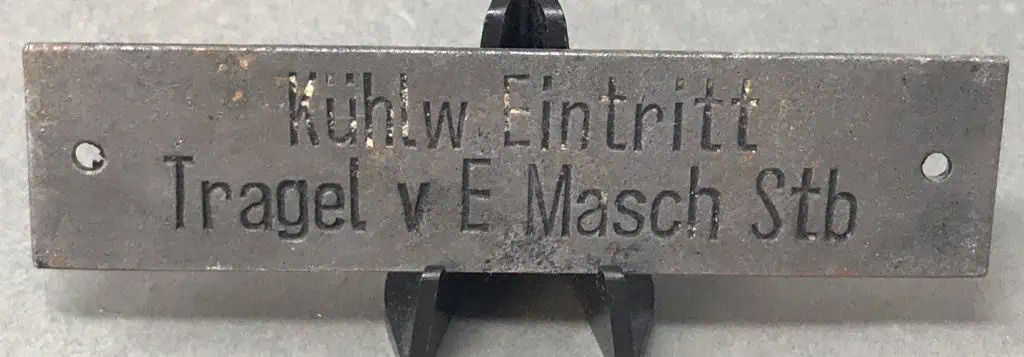 Kühlw Eintritt
Tragel v E Masch Stb